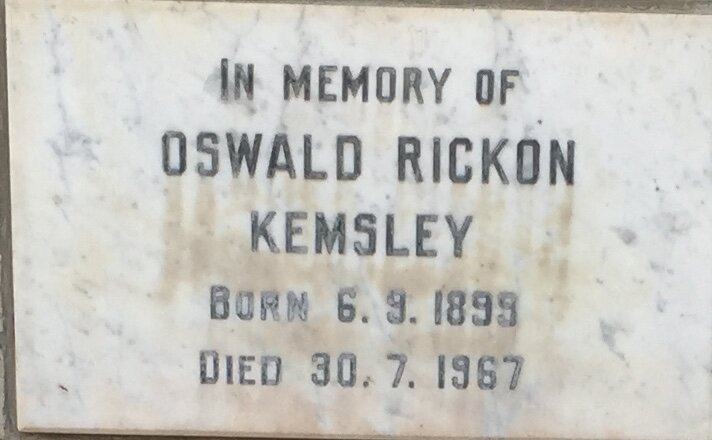 IN MEMORY OF
OSWALD RICKON
KEMSLEY
BORN 6. 9. 1899
DIED 30. 7. 1967